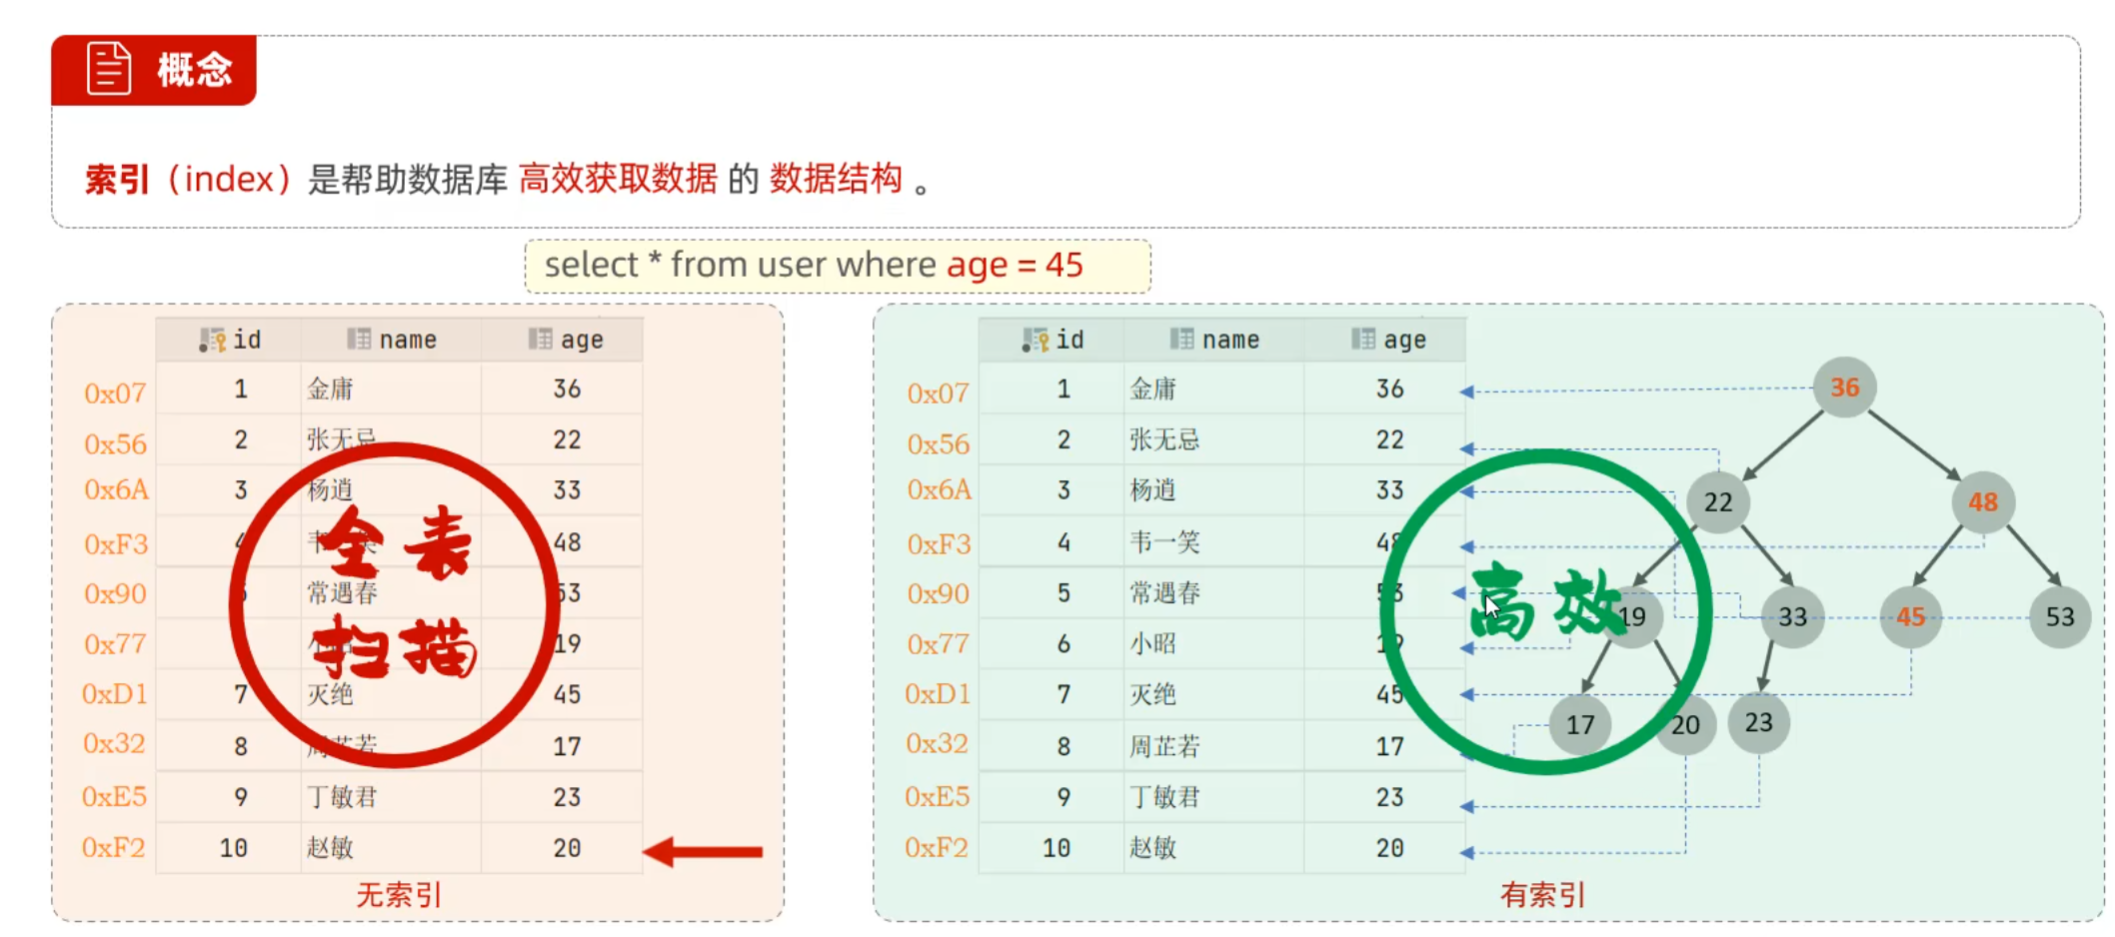 概念
索引（index）是帮助数据库 高效获取数据 的 数据结构 。
select * from user where age = 45
id name age
0x07 1 金庸 36
0x56 2 张无忌 22
0x6A 3 杨逍 33
0xF3 4 48
0x90 常遇春 53
0x77 19
0xD1 7 灭绝 45
0x32 8 周芷若 17
0xE5 9 丁敏君 23
0xF2 10 赵敏 20
全表
扫描
无索引
id name age
0x07 1 金庸 36
0x56 2 张无忌 22
0x6A 3 杨逍 33
0xF3 4 韦一笑 48
0x90 5 常遇春 53
0x77 6 小昭 19
0xD1 7 灭绝 45
0x32 8 周芷若 17
0xE5 9 丁敏君 23
0xF2 10 赵敏 20
高效
36
22 48
19 33 45 53
17 20 23
有索引